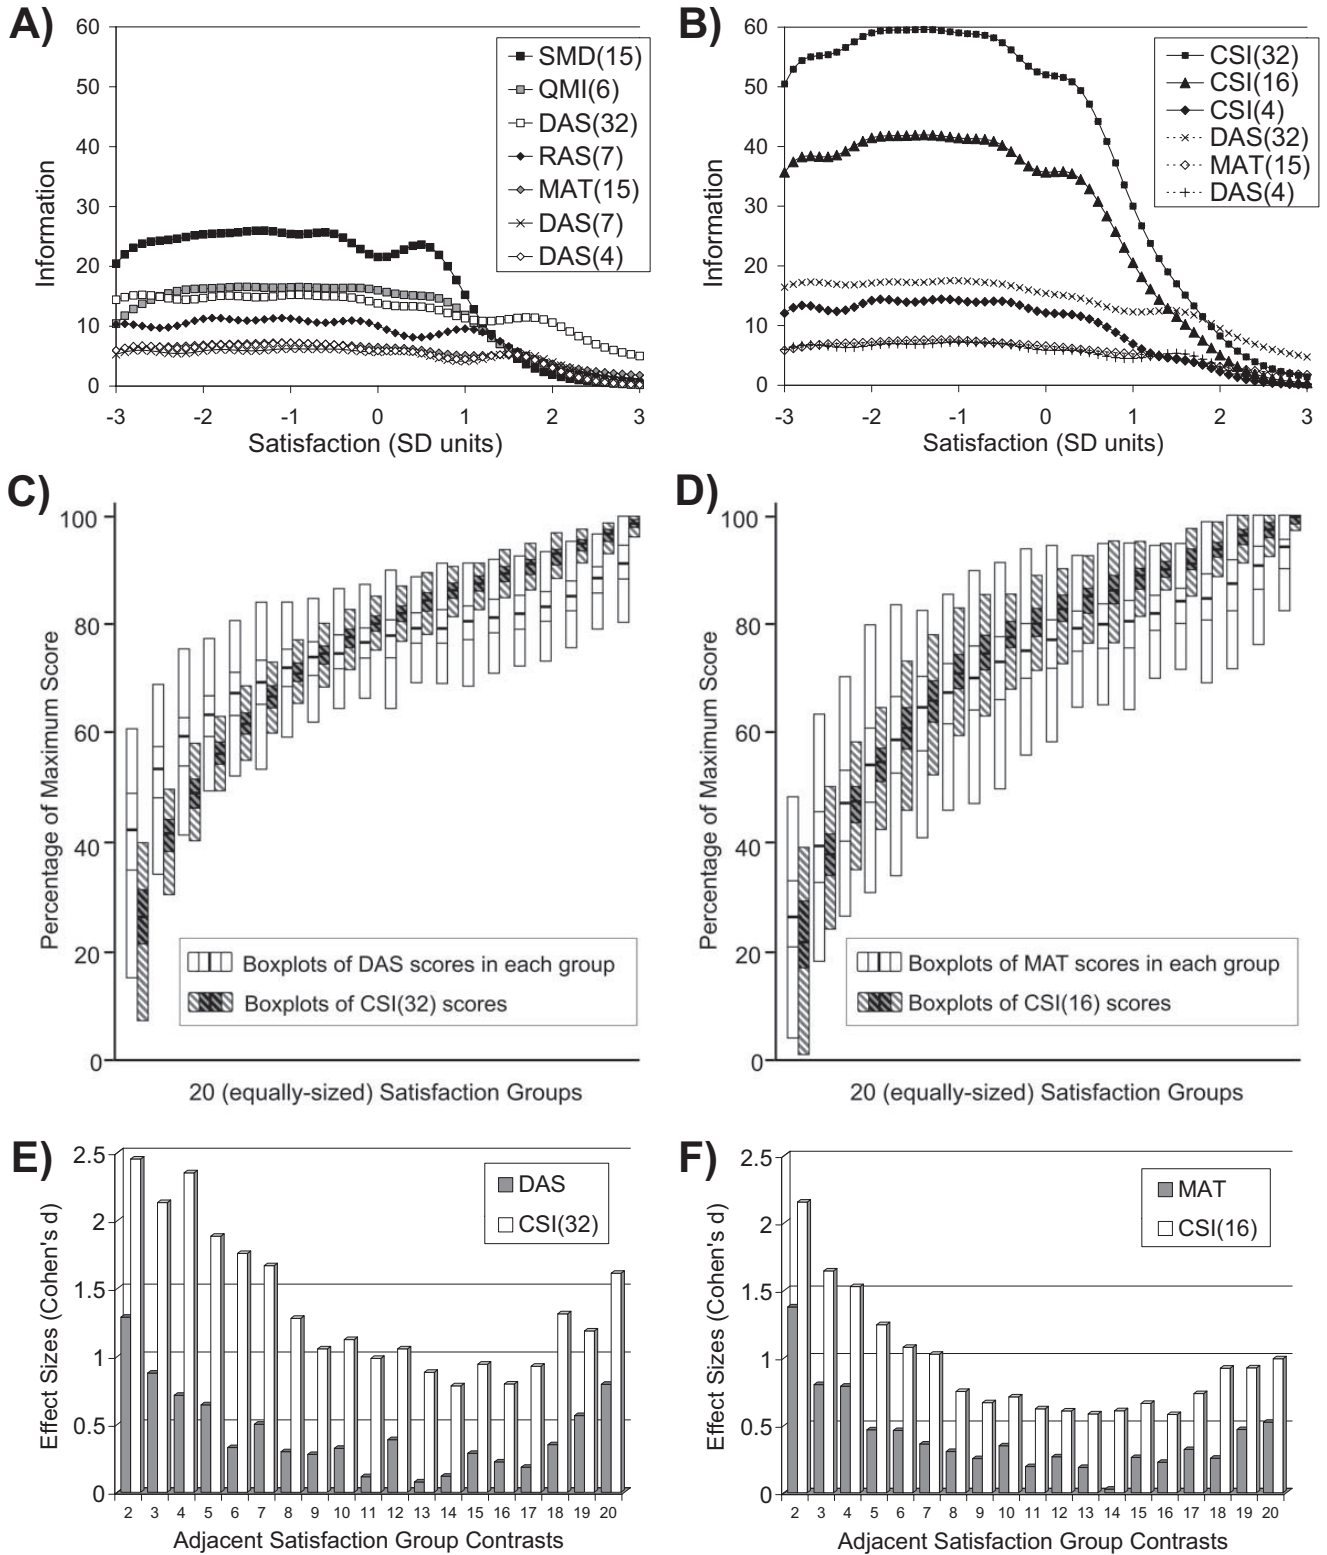 A)
60
50
40
30
20
10
0
Information
-3
-2
-1
0
1
2
3
Satisfaction (SD units)
SMD(15)
QMI(6)
DAS(32)
RAS(7)
MAT(15)
DAS(7)
DAS(4)
B)
60
50
40
30
20
10
0
Information
-3
-2
-1
0
1
2
3
Satisfaction (SD units)
CSI(32)
CSI(16)
CSI(4)
DAS(32)
MAT(15)
DAS(4)
C)
100
80
60
40
20
0
Percentage of Maximum Score
Boxplots of DAS scores in each group
Boxplots of CSI(32) scores
20 (equally-sized) Satisfaction Groups
D)
100
80
60
40
20
0
Percentage of Maximum Score
Boxplots of MAT scores in each group
Boxplots of CSI(16) scores
20 (equally-sized) Satisfaction Groups
E)
2.5
2
1.5
1
0.5
0
Effect Sizes (Cohen's d)
DAS
CSI(32)
2 3 4 5 6 7 8 9 10 11 12 13 14 15 16 17 18 19 20
Adjacent Satisfaction Group Contrasts
F)
2.5
2
1.5
1
0.5
0
Effect Sizes (Cohen's d)
MAT
CSI(16)
2 3 4 5 6 7 8 9 10 11 12 13 14 15 16 17 18 19 20
Adjacent Satisfaction Group Contrasts